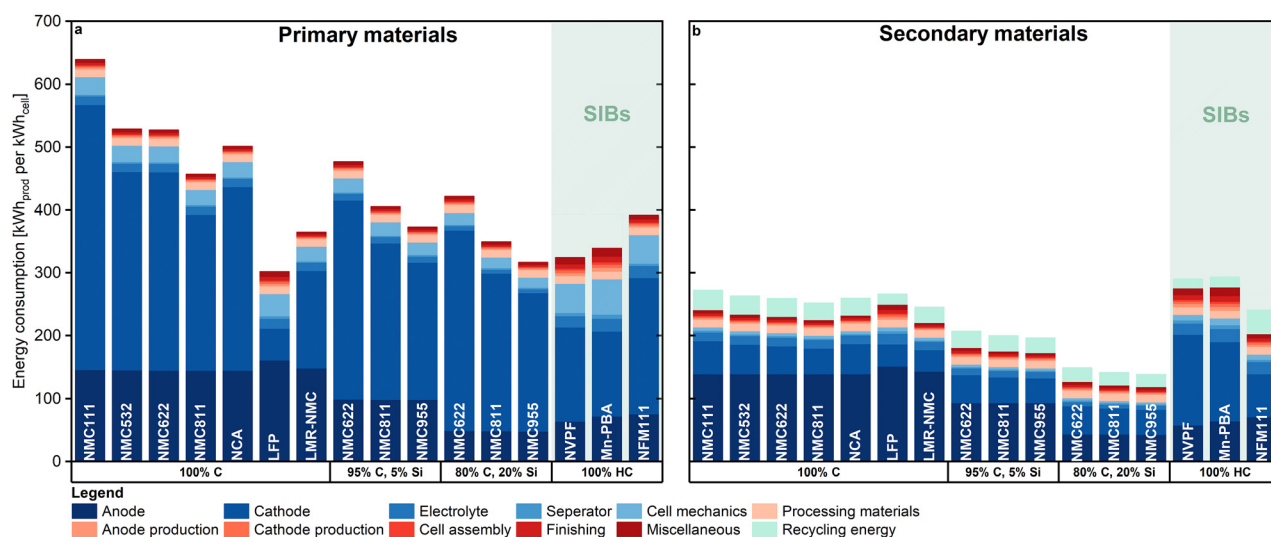 a
Primary materials
SIBs
Energy consumption [kWhprod per kWhcell]
700
600
500
400
300
200
100
0
NMC111
NMC532
NMC622
NMC811
NCA
LFP
LMR-NMC
NMC622
NMC811
NMC955
NMC622
NMC811
NMC955
NVPF
Mn-PBA
NFM111
100% C
95% C, 5% Si
80% C, 20% Si
100% HC
b
Secondary materials
SIBs
NMC111
NMC532
NMC622
NMC811
NCA
LFP
LMR-NMC
NMC622
NMC811
NMC955
NMC622
NMC811
NMC955
NVPF
Mn-PBA
NFM111
100% C
95% C, 5% Si
80% C, 20% Si
100% HC
Legend
Anode
Cathode
Electrolyte
Seperator
Cell mechanics
Processing materials
Anode production
Cathode production
Cell assembly
Finishing
Miscellaneous
Recycling energy